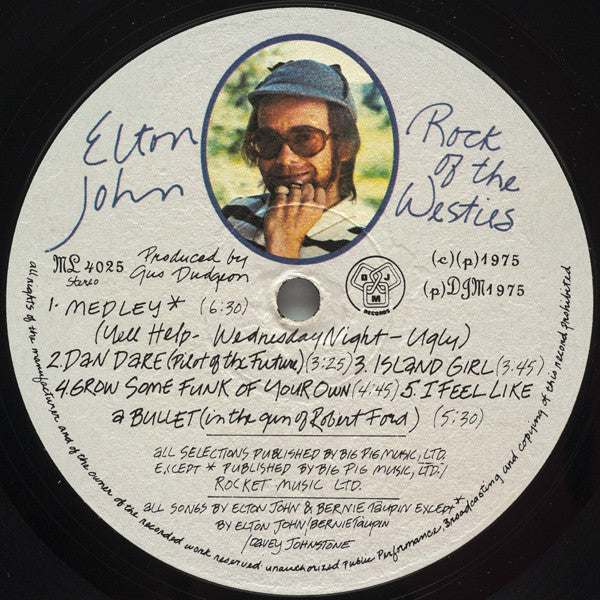 Elton
John
Rock
of the
Westies
ML 4025
Stereo
Produced by
Gus Dudgeon
DJM
RECORDS
(c)(p)1975
(p)DJM1975
1. MEDLEY* (6:30)
(Yell Help - Wednesday Night - Ugly)
2. DAN DARE (Pilot of the Future) (3:25) 3. ISLAND GIRL (3.45)
4. GROW SOME FUNK OF YOUR OWN (4:45) 5. I FEEL LIKE
a BULLET (in the gun of Robert Ford) (5:30)
ALL SELECTIONS PUBLISHED BY BIG PIG MUSIC, LTD.
EXCEPT * PUBLISHED BY BIG PIG MUSIC, LTD./
ROCKET MUSIC LTD.
ALL SONGS BY ELTON JOHN & BERNIE TAUPIN EXCEPT*
BY ELTON JOHN/BERNIE TAUPIN
/DAVEY JOHNSTONE
all rights of the manufacturer and of the owner of the recorded work reserved unauthorized Public Performance, Broadcasting and copying of this record prohibited